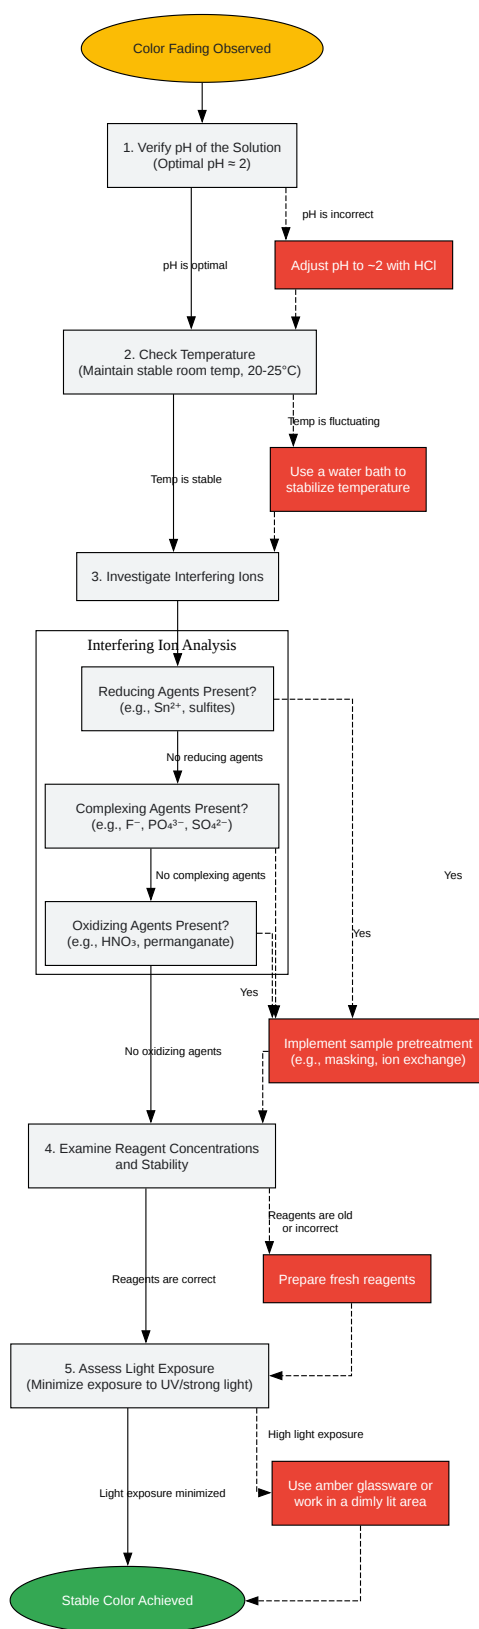 Color Fading Observed
1. Verify pH of the Solution
(Optimal pH ≈ 2)
pH is incorrect
pH is optimal
Adjust pH to ~2 with HCl
2. Check Temperature
(Maintain stable room temp, 20-25°C)
Temp is fluctuating
Temp is stable
Use a water bath to
stabilize temperature
3. Investigate Interfering Ions
Interfering Ion Analysis
Reducing Agents Present?
(e.g., Sn²⁺, sulfites)
No reducing agents
Complexing Agents Present?
(e.g., F⁻, PO₄³⁻, SO₄²⁻)
No complexing agents
Yes
Oxidizing Agents Present?
(e.g., HNO₃, permanganate)
Yes
Yes
No oxidizing agents
Implement sample pretreatment
(e.g., masking, ion exchange)
4. Examine Reagent Concentrations
and Stability
Reagents are old
or incorrect
Reagents are correct
Prepare fresh reagents
5. Assess Light Exposure
(Minimize exposure to UV/strong light)
High light exposure
Light exposure minimized
Use amber glassware or
work in a dimly lit area
Stable Color Achieved